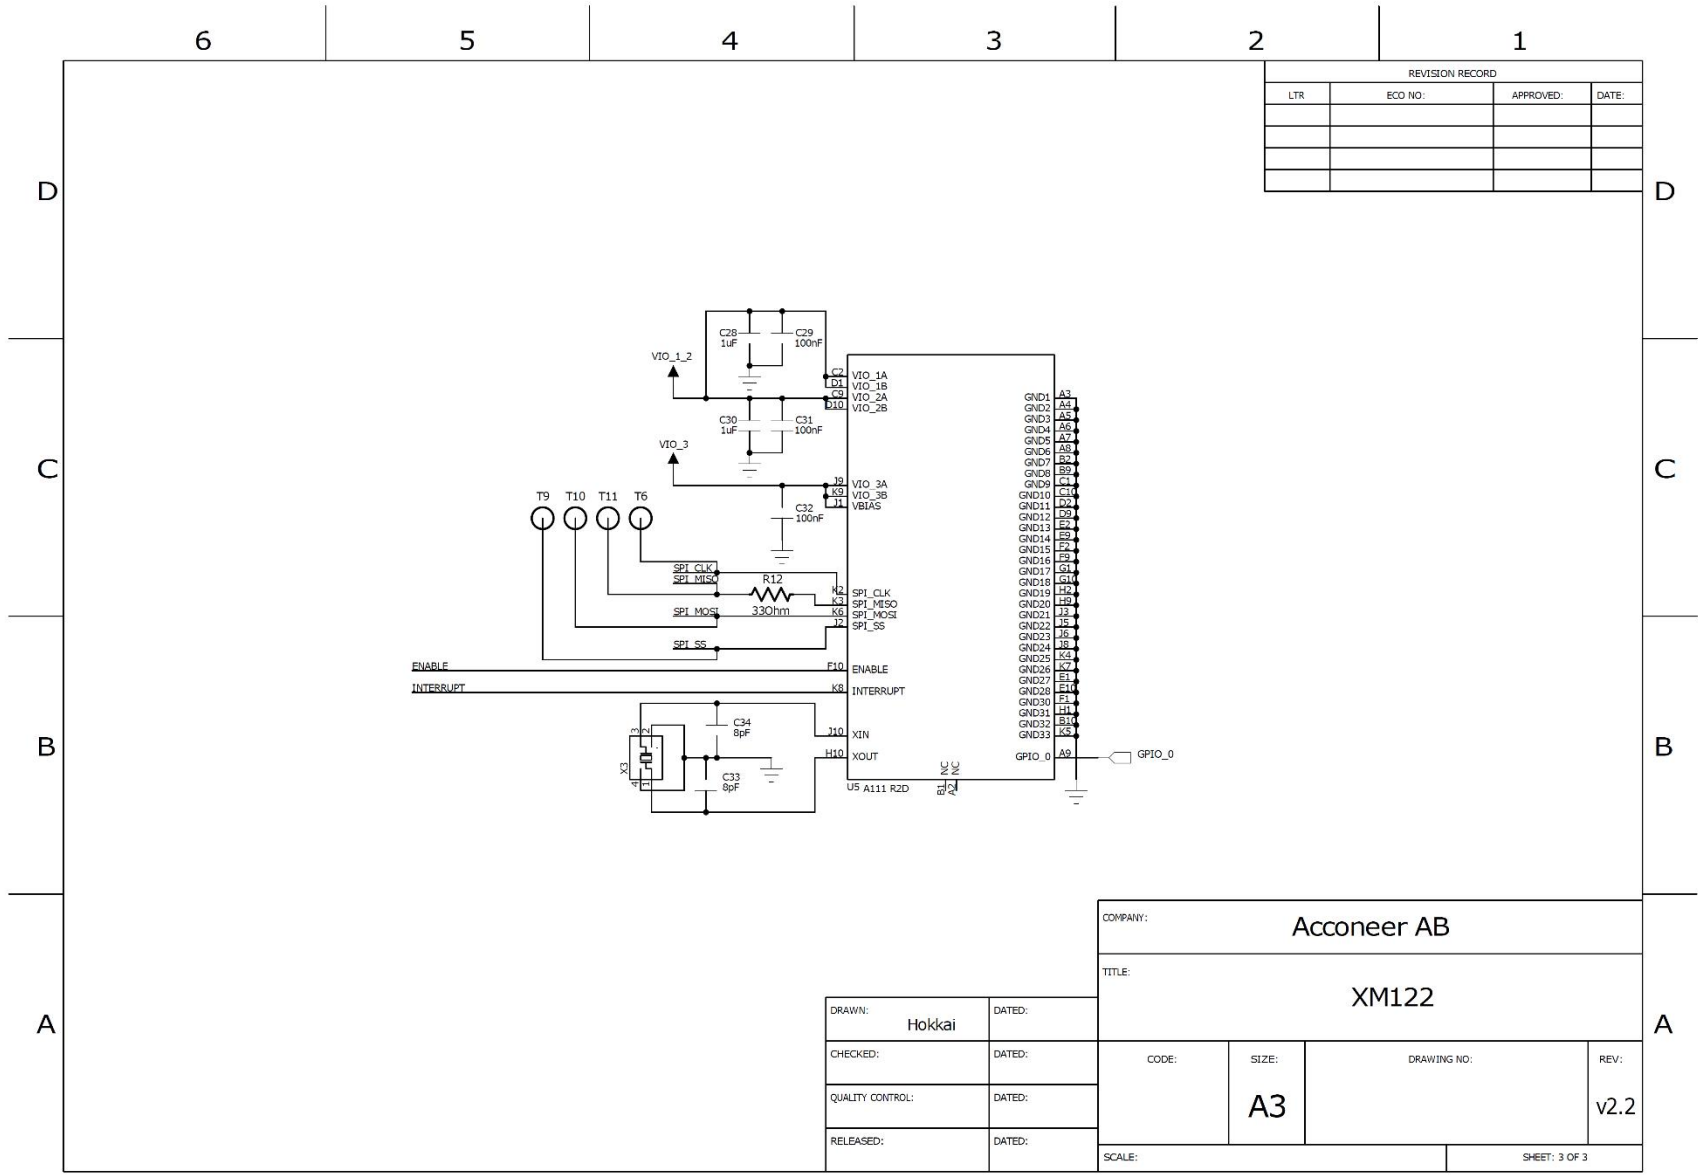 6 5 4 3 2 1
REVISION RECORD
LTR ECO NO: APPROVED: DATE:
D D
C28 1uF
C29 100nF
VIO_1_2
C2 VIO_1A
D1 VIO_1B
C9 VIO_2A
D10 VIO_2B
C30 1uF
C31 100nF
VIO_3
C C
J9 VIO_3A
K9 VIO_3B
J1 VBIAS
T9 T10 T11 T6
C32 100nF
SPI_CLK
SPI_MISO
R12
33Ohm
SPI_MOSI
SPI_SS
K2 SPI_CLK
K3 SPI_MISO
K6 SPI_MOSI
J2 SPI_SS
ENABLE F10 ENABLE
INTERRUPT K8 INTERRUPT
C34 8pF
J10 XIN
H10 XOUT
X3
3 2
4 1
C33 8pF
B B
GND1 A3
GND2 A4
GND3 A5
GND4 A6
GND5 A7
GND6 A8
GND7 B2
GND8 B9
GND9 C1
GND10 C10
GND11 D2
GND12 D9
GND13 E2
GND14 E9
GND15 F2
GND16 F9
GND17 G1
GND18 G10
GND19 H2
GND20 H9
GND21 J3
GND22 J5
GND23 J6
GND24 J8
GND25 K4
GND26 K7
GND27 E1
GND28 E10
GND30 F1
GND31 H1
GND32 B10
GND33 K5
GPIO_0 A9 GPIO_0
NC NC
B1 A2
U5 A111 R2D
A A
COMPANY: Acconeer AB
TITLE: XM122
DRAWN: Hokkai DATED:
CHECKED: DATED:
QUALITY CONTROL: DATED:
RELEASED: DATED:
CODE: SIZE: DRAWING NO: REV:
A3 v2.2
SCALE: SHEET: 3 OF 3